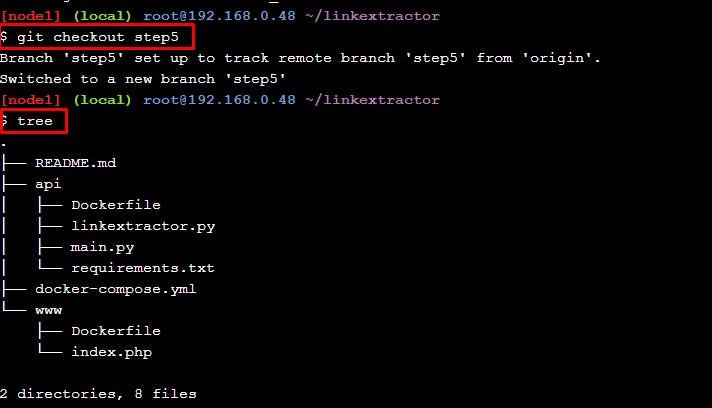 [node1] (local) root@192.168.0.48 ~/linkextractor
$ git checkout step5
Branch 'step5' set up to track remote branch 'step5' from 'origin'.
Switched to a new branch 'step5'
[node1] (local) root@192.168.0.48 ~/linkextractor
$ tree
.
├── README.md
├── api
│   ├── Dockerfile
│   ├── linkextractor.py
│   ├── main.py
│   └── requirements.txt
├── docker-compose.yml
└── www
    ├── Dockerfile
    └── index.php

2 directories, 8 files